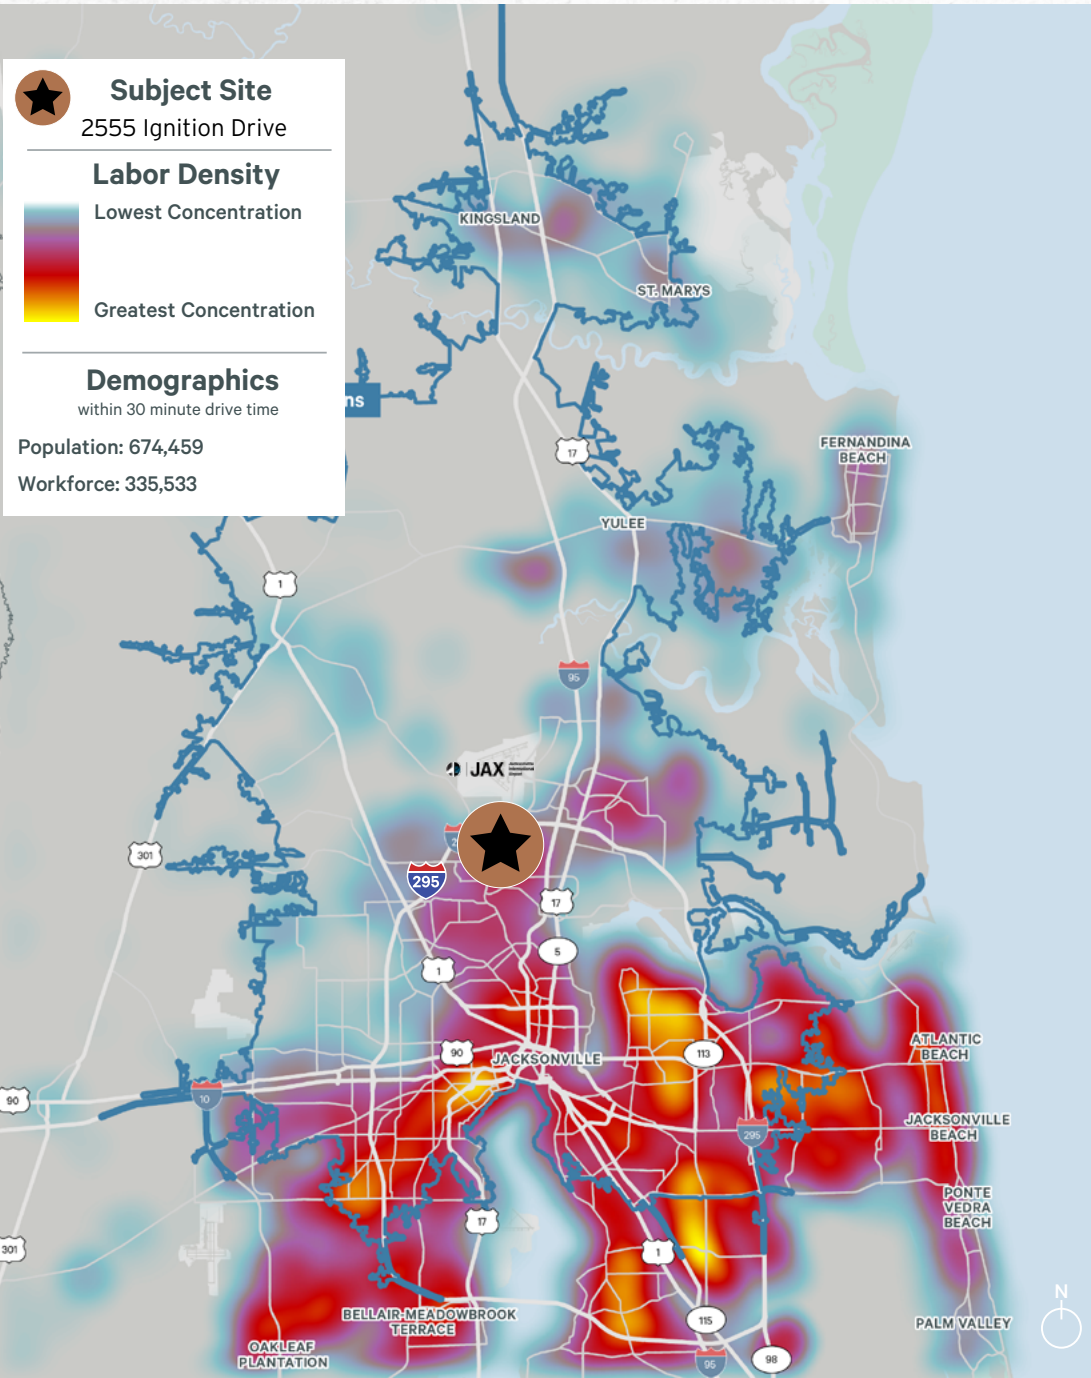 Subject Site
2555 Ignition Drive
Labor Density
Lowest Concentration
Greatest Concentration
Demographics
within 30 minute drive time
Population: 674,459
Workforce: 335,533
ns
KINGSLAND
ST. MARYS
17
FERNANDINA
BEACH
YULEE
1
95
JAX
301
295
17
5
1
90
JACKSONVILLE
113
ATLANTIC
BEACH
90
10
JACKSONVILLE
BEACH
295
PONTE
VEDRA
BEACH
17
301
1
N
BELLAIR-MEADOWBROOK
TERRACE
115
PALM VALLEY
OAKLEAF
PLANTATION
95
98